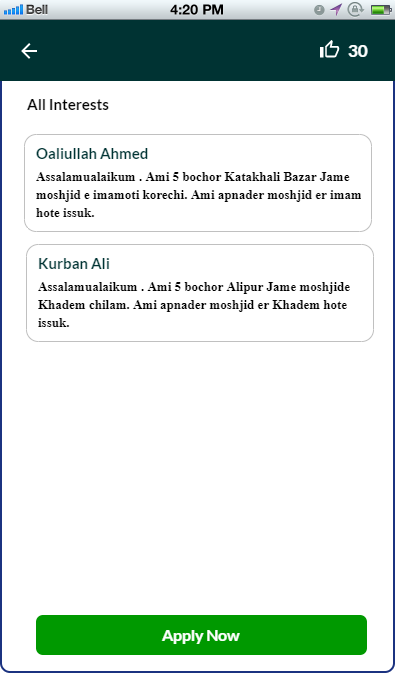 Bell
4:20 PM
30
All Interests
Oaliullah Ahmed
Assalamualaikum . Ami 5 bochor Katakhali Bazar Jame
moshjid e imamoti korechi. Ami apnader moshjid er imam
hote issuk.
Kurban Ali
Assalamualaikum . Ami 5 bochor Alipur Jame moshjide
Khadem chilam. Ami apnader moshjid er Khadem hote
issuk.
Apply Now